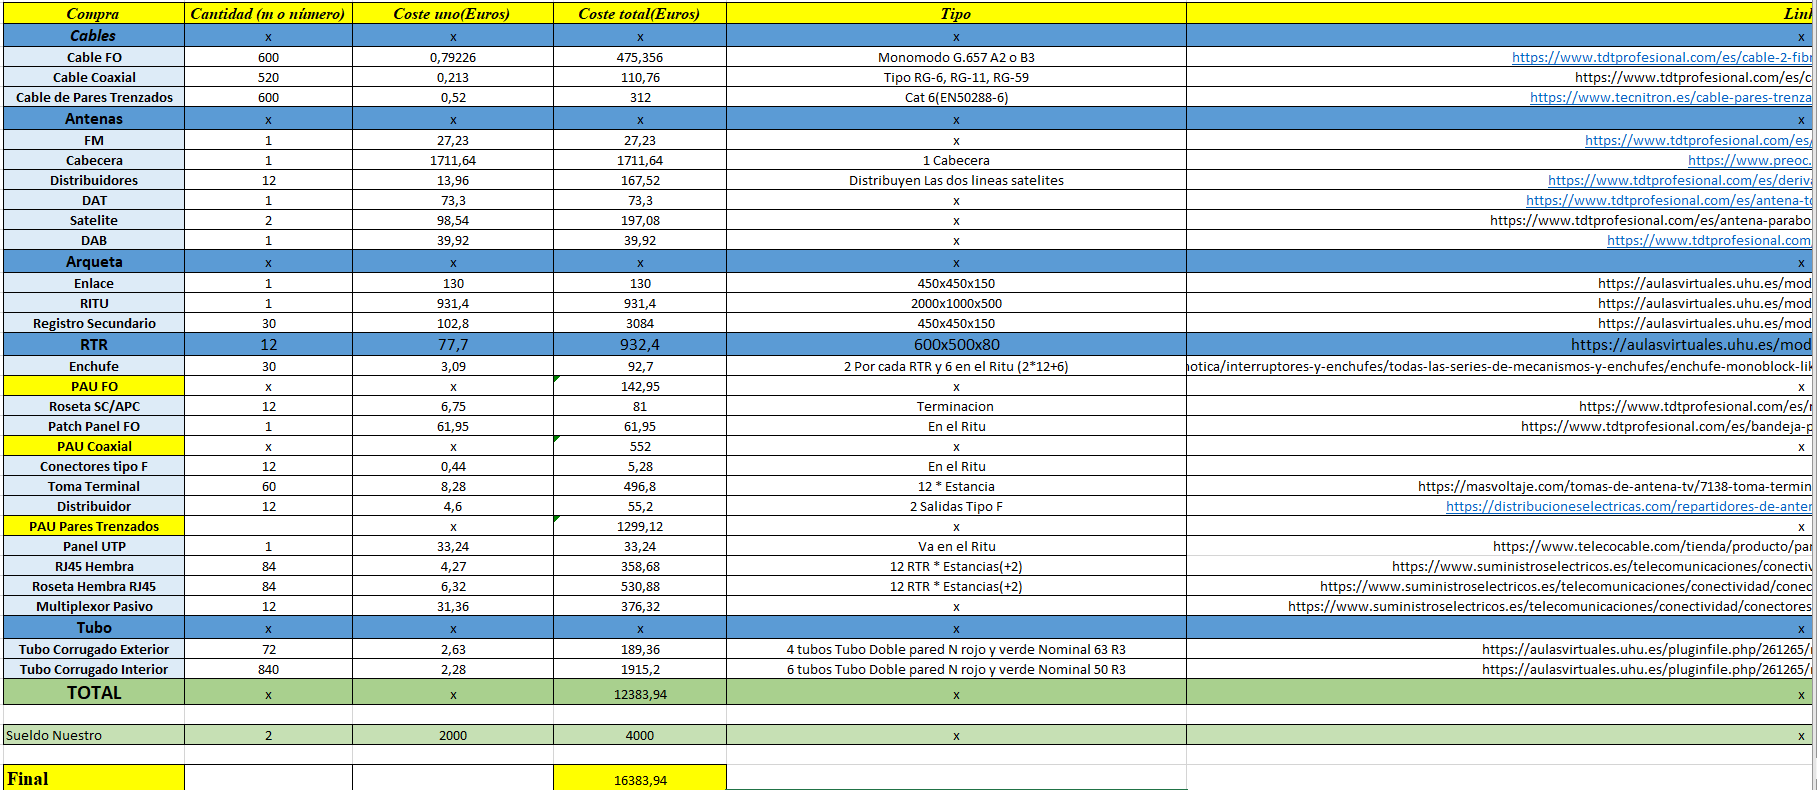 Compra Cantidad (m o número) Coste uno(Euros) Coste total(Euros) Tipo Link
Cables x x x x x
Cable FO 600 0,79226 475,356 Monomodo G.657 A2 o B3 https://www.tdtprofesional.com/es/cable-2-fibr
Cable Coaxial 520 0,213 110,76 Tipo RG-6, RG-11, RG-59 https://www.tdtprofesional.com/es/c
Cable de Pares Trenzados 600 0,52 312 Cat 6(EN50288-6) https://www.tecnitron.es/cable-pares-trenza
Antenas x x x x x
FM 1 27,23 27,23 x https://www.tdtprofesional.com/es/
Cabecera 1 1711,64 1711,64 1 Cabecera https://www.preoc.
Distribuidores 12 13,96 167,52 Distribuyen Las dos lineas satelites https://www.tdtprofesional.com/es/deriva
DAT 1 73,3 73,3 x https://www.tdtprofesional.com/es/antena-td
Satelite 2 98,54 197,08 x https://www.tdtprofesional.com/es/antena-parabo
DAB 1 39,92 39,92 x https://www.tdtprofesional.com
Arqueta x x x x x
Enlace 1 130 130 450x450x150 https://aulasvirtuales.uhu.es/mod
RITU 1 931,4 931,4 2000x1000x500 https://aulasvirtuales.uhu.es/mod
Registro Secundario 30 102,8 3084 450x450x150 https://aulasvirtuales.uhu.es/mod
RTR 12 77,7 932,4 600x500x80 https://aulasvirtuales.uhu.es/mod
Enchufe 30 3,09 92,7 2 Por cada RTR y 6 en el Ritu (2*12+6) notica/interruptores-y-enchufes/todas-las-series-de-mecanismos-y-enchufes/enchufe-monoblock-lik
PAU FO x x 142,95 x x
Roseta SC/APC 12 6,75 81 Terminacion https://www.tdtprofesional.com/es/r
Patch Panel FO 1 61,95 61,95 En el Ritu https://www.tdtprofesional.com/es/bandeja-p
PAU Coaxial x x 552 x x
Conectores tipo F 12 0,44 5,28 En el Ritu
Toma Terminal 60 8,28 496,8 12 * Estancia https://masvoltaje.com/tomas-de-antena-tv/7138-toma-termin
Distribuidor 12 4,6 55,2 2 Salidas Tipo F https://distribucioneselectricas.com/repartidores-de-anter
PAU Pares Trenzados x 1299,12 x x
Panel UTP 1 33,24 33,24 Va en el Ritu https://www.telecocable.com/tienda/producto/pa
RJ45 Hembra 84 4,27 358,68 12 RTR * Estancias(+2) https://www.suministroselectricos.es/telecomunicaciones/conectiv
Roseta Hembra RJ45 84 6,32 530,88 12 RTR * Estancias(+2) https://www.suministroselectricos.es/telecomunicaciones/conectividad/conec
Multiplexor Pasivo 12 31,36 376,32 x https://www.suministroselectricos.es/telecomunicaciones/conectividad/conectores
Tubo x x x x x
Tubo Corrugado Exterior 72 2,63 189,36 4 tubos Tubo Doble pared N rojo y verde Nominal 63 R3 https://aulasvirtuales.uhu.es/pluginfile.php/261265/
Tubo Corrugado Interior 840 2,28 1915,2 6 tubos Tubo Doble pared N rojo y verde Nominal 50 R3 https://aulasvirtuales.uhu.es/pluginfile.php/261265/
TOTAL x x 12383,94 x x
Sueldo Nuestro 2 2000 4000 x x
Final 16383,94